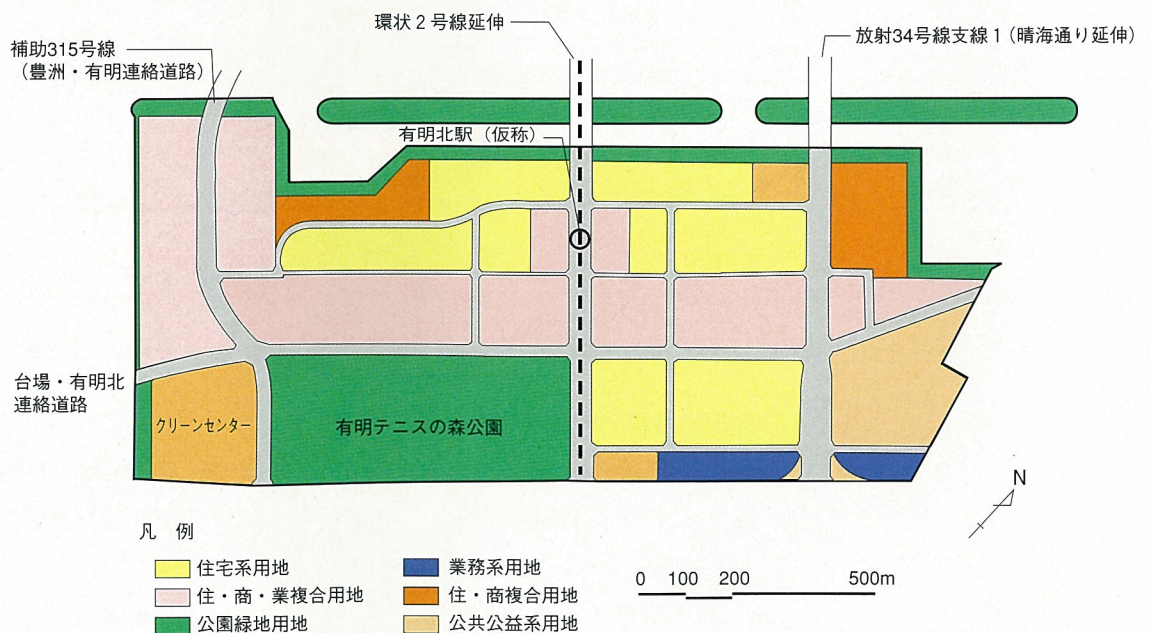 環状2号線延伸
補助315号線
（豊洲・有明連絡道路）
放射34号線支線1（晴海通り延伸）
有明北駅（仮称）
台場・有明北
連絡道路
クリーンセンター
有明テニスの森公園
N
凡 例
住宅系用地
業務系用地
住・商・業複合用地
住・商複合用地
公園緑地用地
公共公益系用地
0 100 200 500m